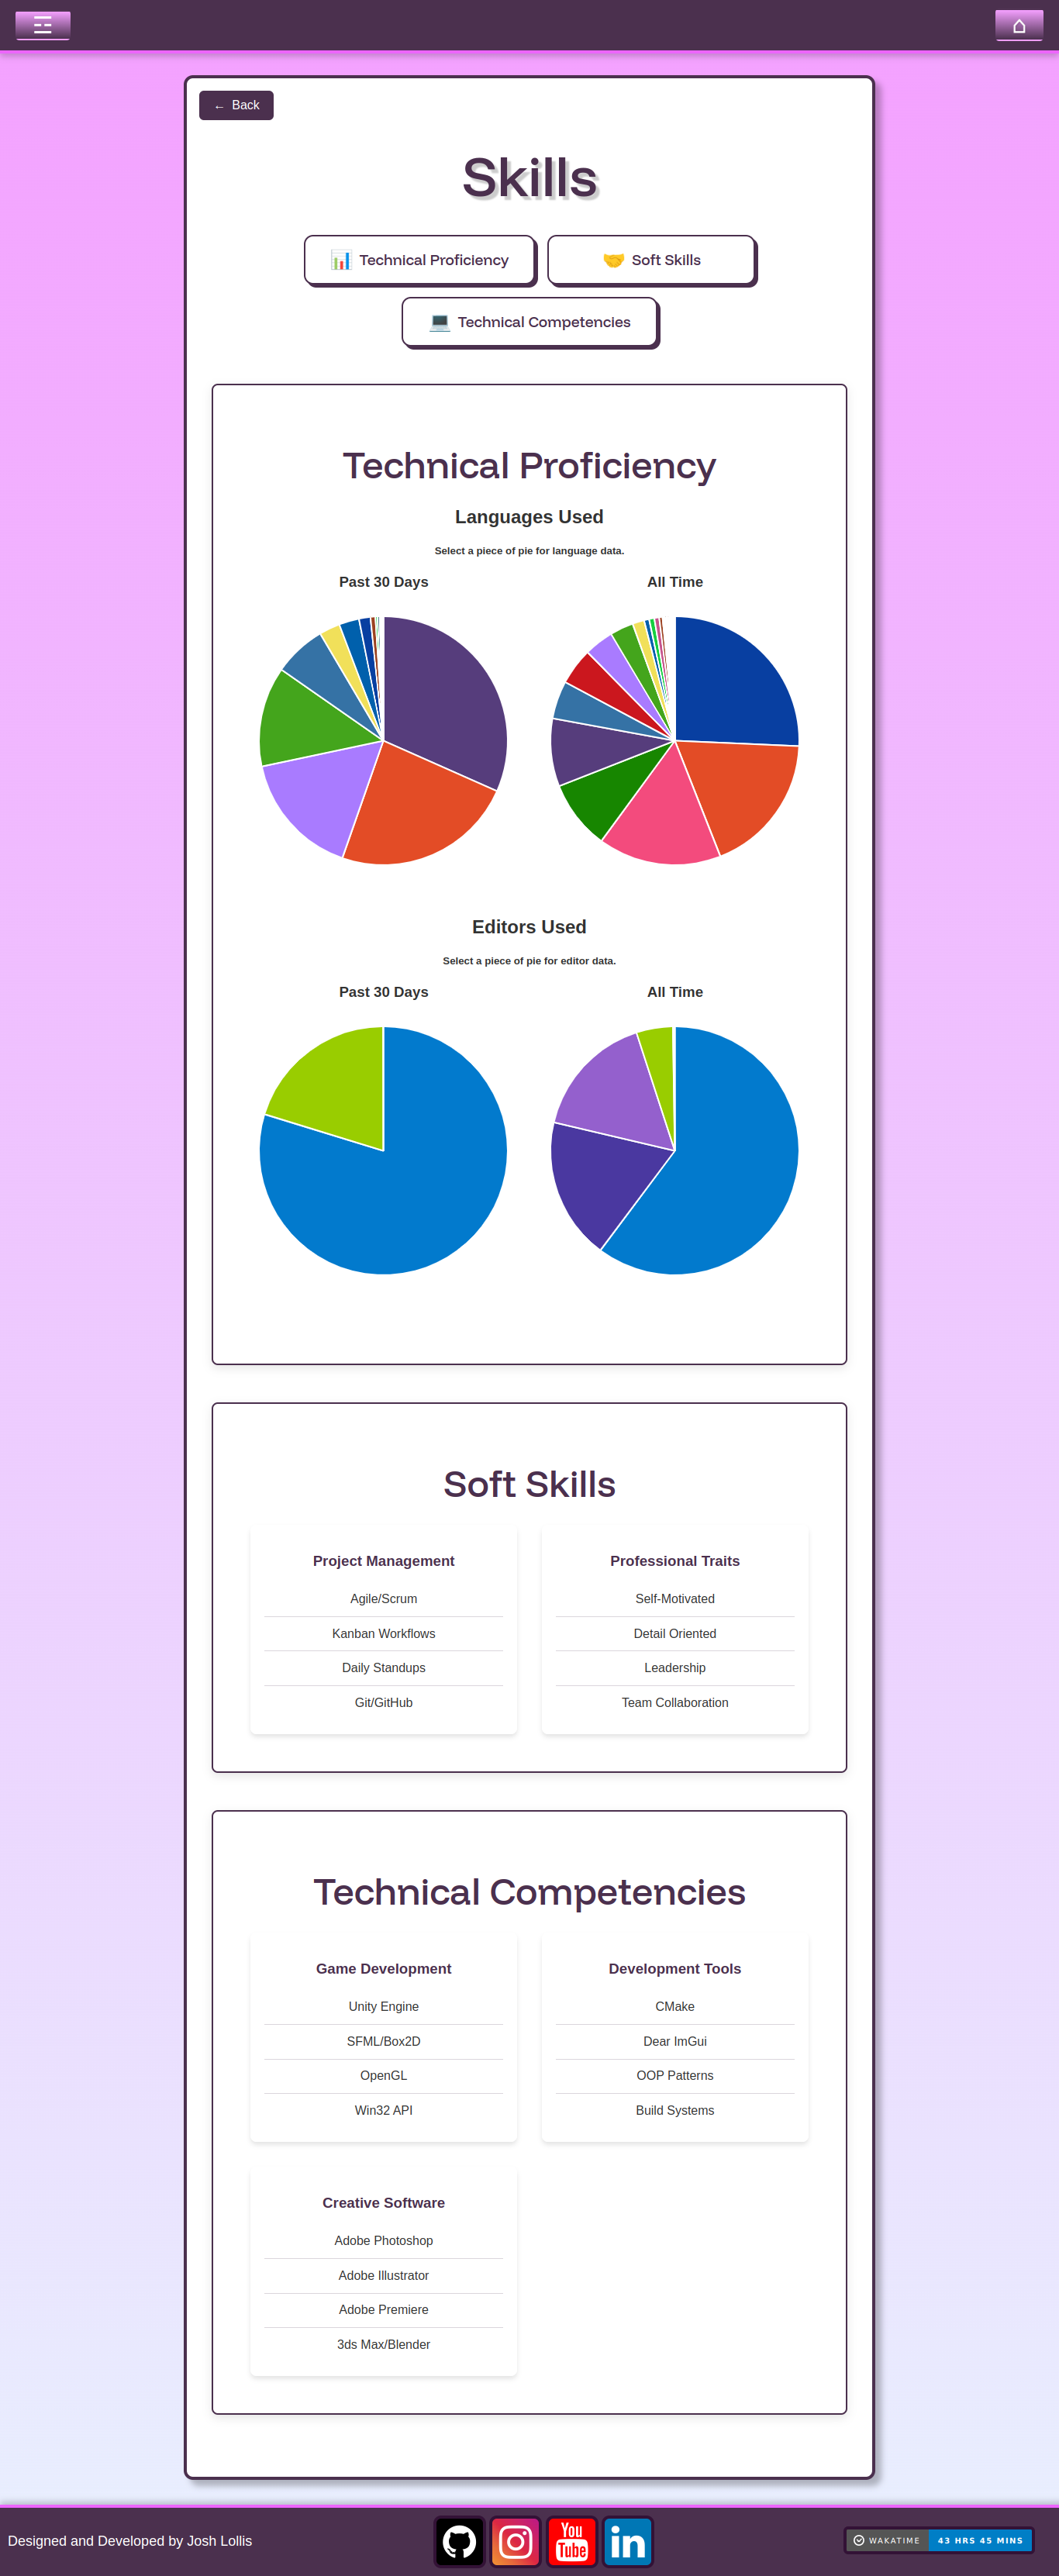 ← Back
Skills
Technical Proficiency
Soft Skills
Technical Competencies
Technical Proficiency
Languages Used
Select a piece of pie for language data.
Past 30 Days
All Time
Editors Used
Select a piece of pie for editor data.
Past 30 Days
All Time
Soft Skills
Project Management
Agile/Scrum
Kanban Workflows
Daily Standups
Git/GitHub
Professional Traits
Self-Motivated
Detail Oriented
Leadership
Team Collaboration
Technical Competencies
Game Development
Unity Engine
SFML/Box2D
OpenGL
Win32 API
Development Tools
CMake
Dear ImGui
OOP Patterns
Build Systems
Creative Software
Adobe Photoshop
Adobe Illustrator
Adobe Premiere
3ds Max/Blender
Designed and Developed by Josh Lollis
You
Tube
in
WAKATIME
43 HRS 45 MINS